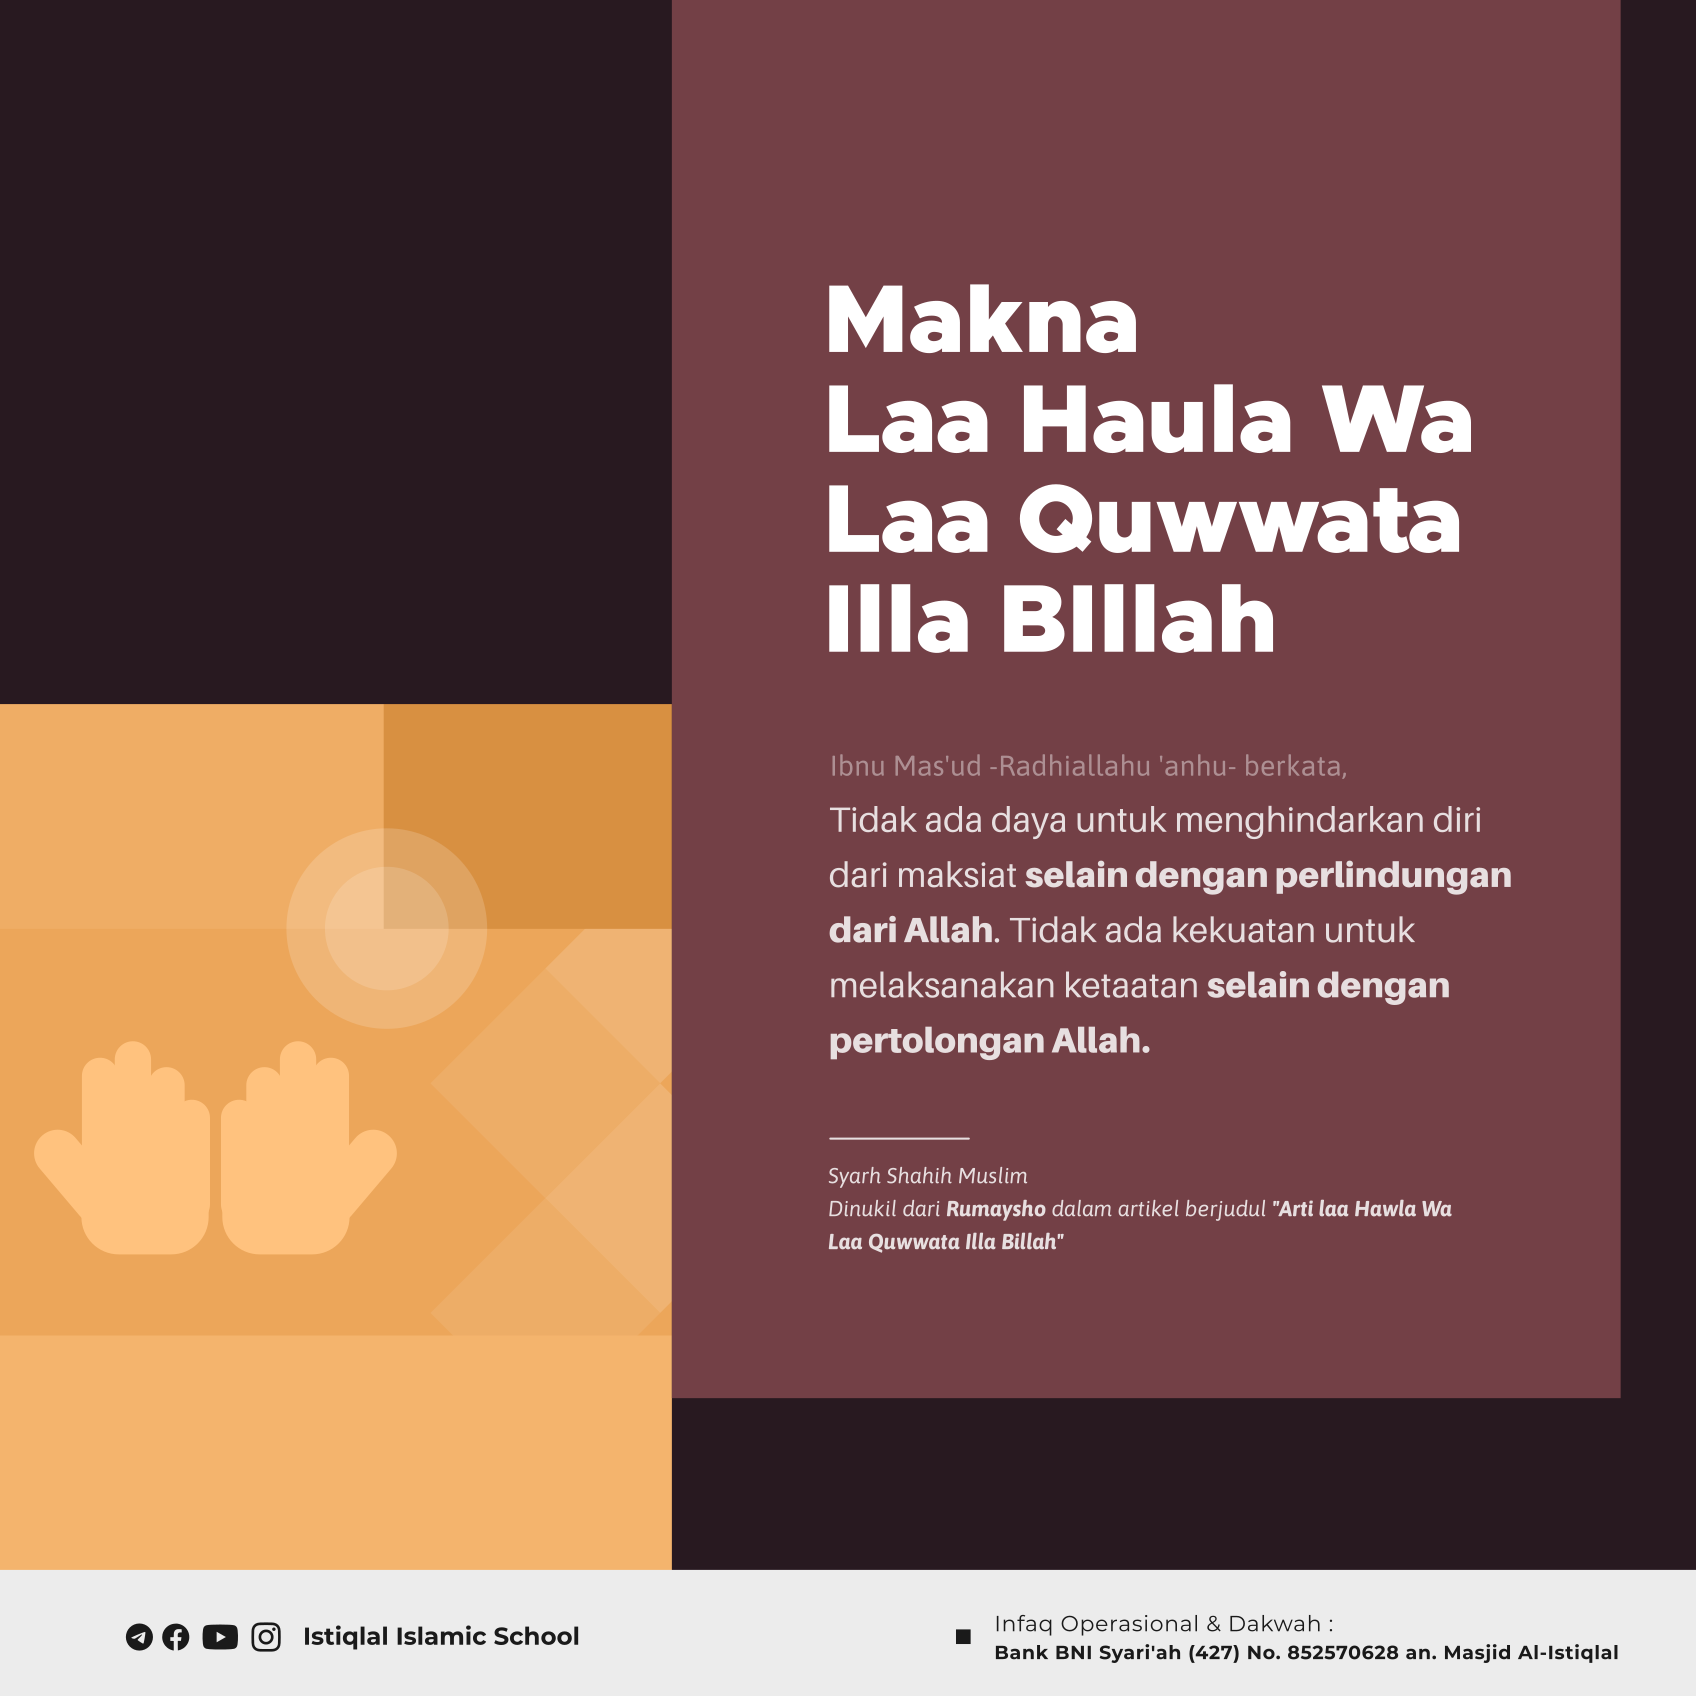 Makna
Laa Haula Wa
Laa Quwwata
Illa BIllah
Ibnu Mas'ud -Radhiallahu 'anhu- berkata,
Tidak ada daya untuk menghindarkan diri
dari maksiat selain dengan perlindungan
dari Allah. Tidak ada kekuatan untuk
melaksanakan ketaatan selain dengan
pertolongan Allah.
Syarh Shahih Muslim
Dinukil dari Rumaysho dalam artikel berjudul "Arti laa Hawla Wa
Laa Quwwata Illa Billah"
Istiqlal Islamic School
Infaq Operasional & Dakwah :
Bank BNI Syari'ah (427) No. 852570628 an. Masjid Al-Istiqlal